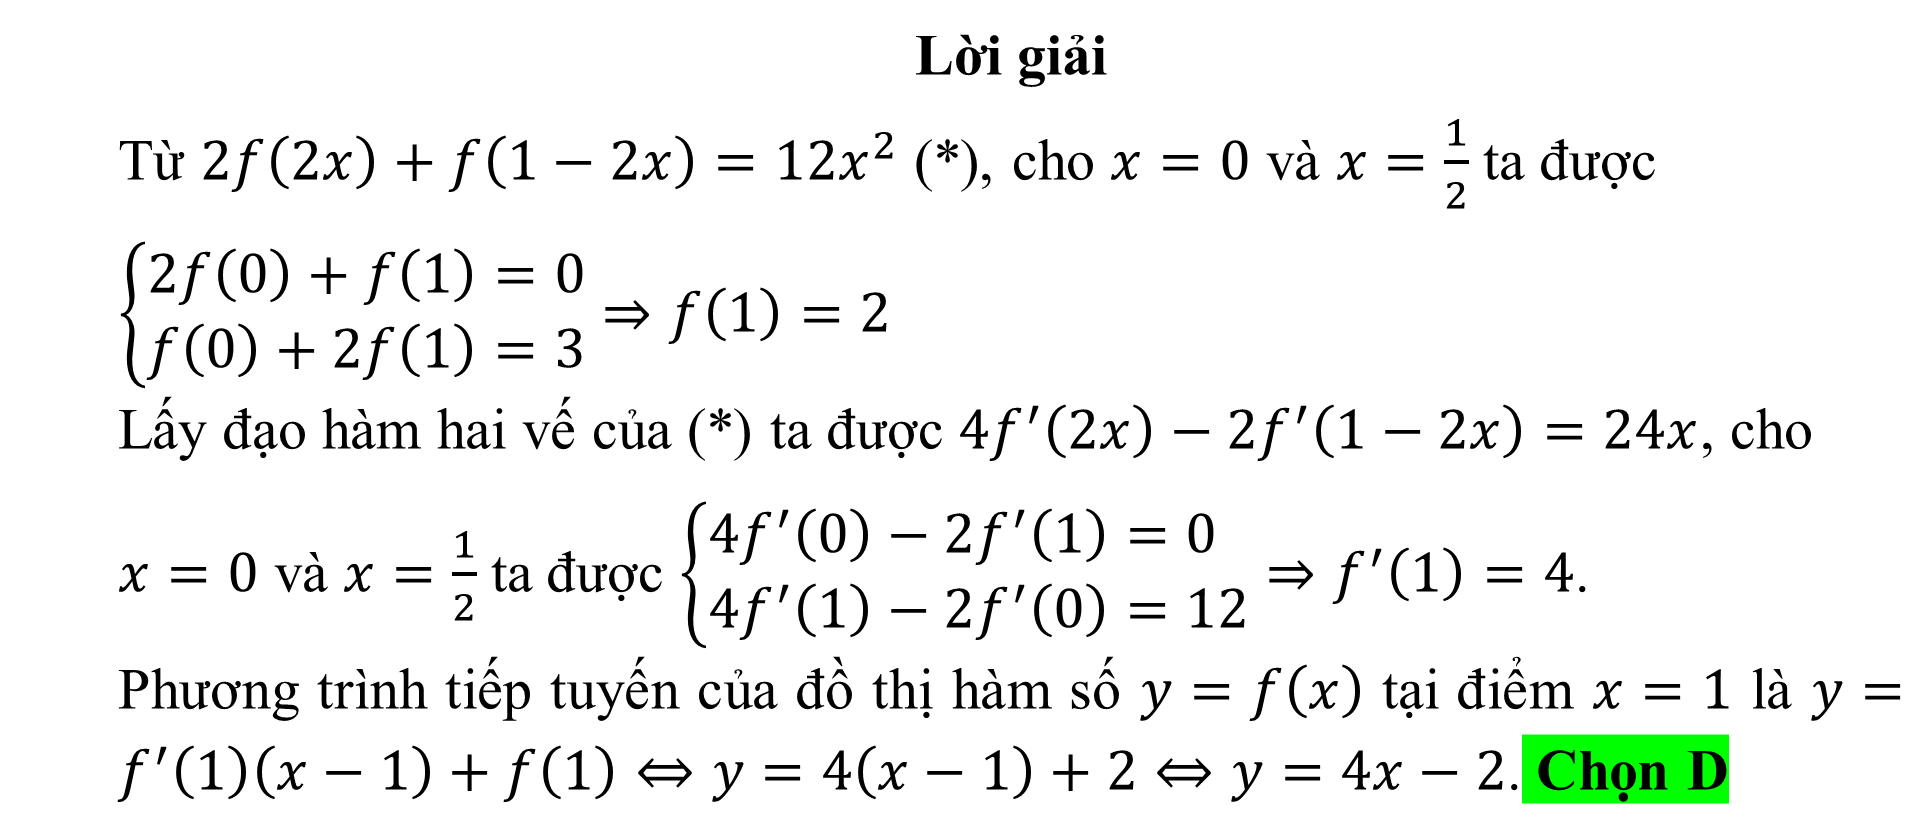 Lời giải
Từ 2f(2x) + f(1 − 2x) = 12x² (*), cho x = 0 và x = 1/2 ta được
{2f(0) + f(1) = 0
f(0) + 2f(1) = 3 ⇒ f(1) = 2
Lấy đạo hàm hai vế của (*) ta được 4f′(2x) − 2f′(1 − 2x) = 24x, cho
x = 0 và x = 1/2 ta được {4f′(0) − 2f′(1) = 0
4f′(1) − 2f′(0) = 12 ⇒ f′(1) = 4.
Phương trình tiếp tuyến của đồ thị hàm số y = f(x) tại điểm x = 1 là y =
f′(1)(x − 1) + f(1) ⇔ y = 4(x − 1) + 2 ⇔ y = 4x − 2. Chọn D